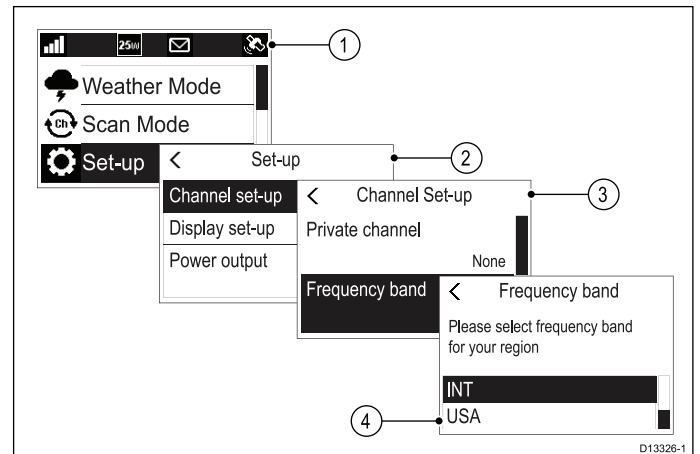 25W
1
Weather Mode
Ch
Scan Mode
Set-up
< Set-up
2
Channel set-up
Display set-up
Power output
< Channel Set-up
3
Private channel
None
Frequency band
< Frequency band
Please select frequency band
for your region
INT
USA
4
D13326-1